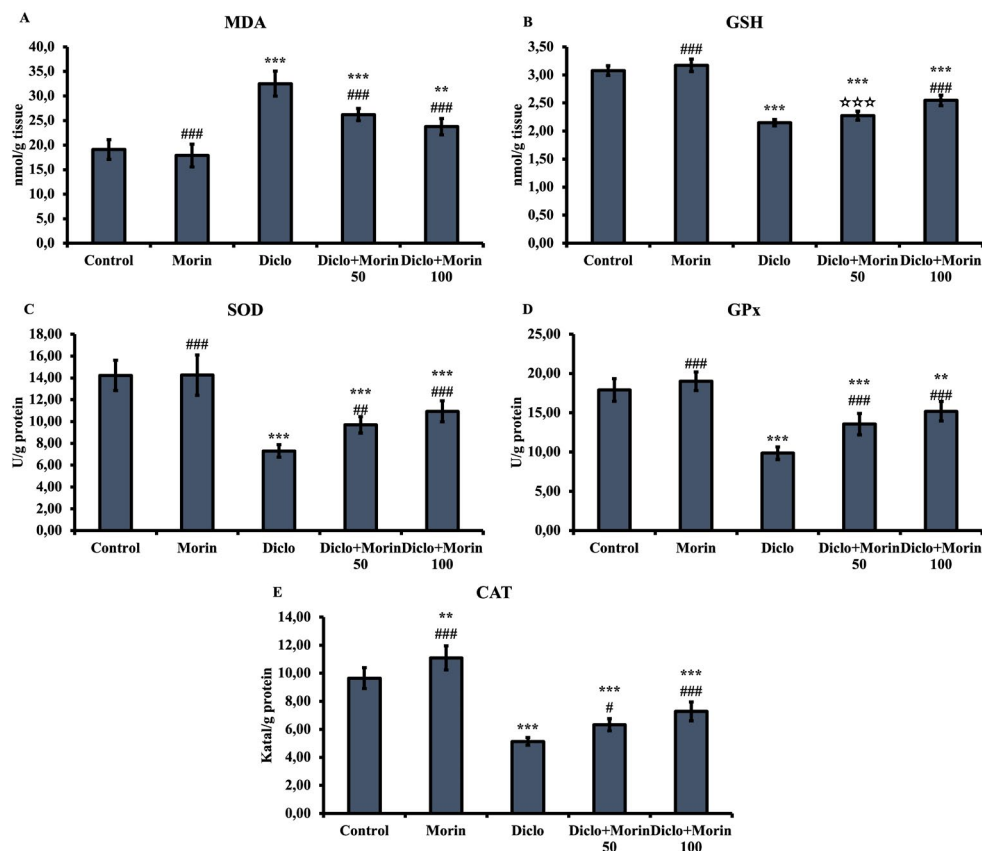 A
MDA
nmol/g tissue
40,0
35,0
30,0
25,0
20,0
15,0
10,0
5,0
0,0
###
***
***
###
**
###
Control
Morin
Diclo
Diclo+Morin
50
Diclo+Morin
100
B
GSH
nmol/g tissue
3,50
3,00
2,50
2,00
1,50
1,00
0,50
0,00
###
***
***
☆☆☆
***
###
Control
Morin
Diclo
Diclo+Morin
50
Diclo+Morin
100
C
SOD
U/g protein
18,00
16,00
14,00
12,00
10,00
8,00
6,00
4,00
2,00
0,00
###
***
***
##
***
###
Control
Morin
Diclo
Diclo+Morin
50
Diclo+Morin
100
D
GPx
U/g protein
25,00
20,00
15,00
10,00
5,00
0,00
###
***
***
###
**
###
Control
Morin
Diclo
Diclo+Morin
50
Diclo+Morin
100
E
CAT
Katal/g protein
14,00
12,00
10,00
8,00
6,00
4,00
2,00
0,00
**
###
***
***
#
***
###
Control
Morin
Diclo
Diclo+Morin
50
Diclo+Morin
100